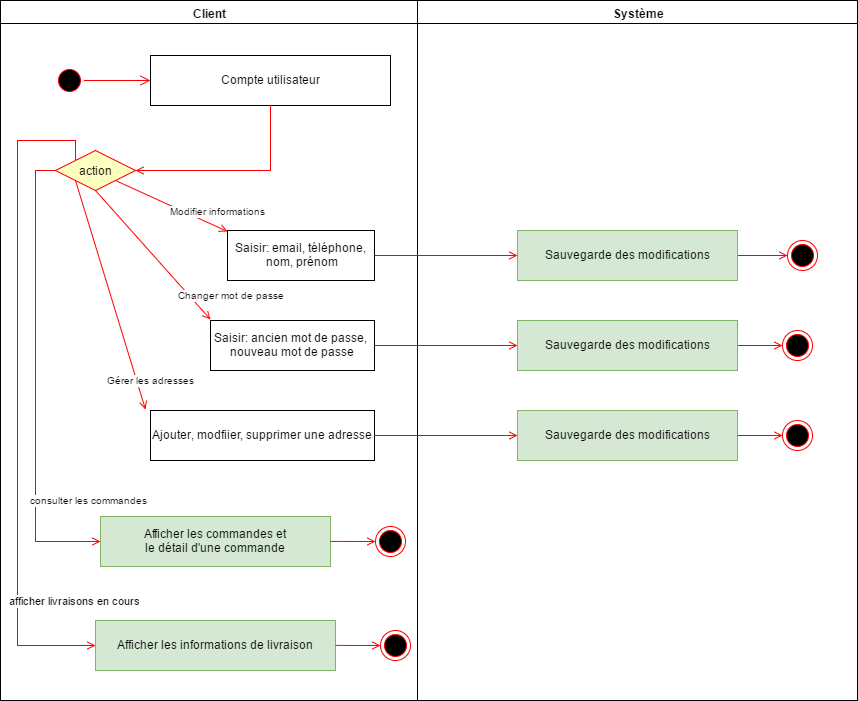 Client
Système
Compte utilisateur
action
Modifier informations
Saisir: email, téléphone,
nom, prénom
Sauvegarde des modifications
Changer mot de passe
Saisir: ancien mot de passe,
nouveau mot de passe
Sauvegarde des modifications
Gérer les adresses
Ajouter, modfiier, supprimer une adresse
Sauvegarde des modifications
consulter les commandes
Afficher les commandes et
le détail d'une commande
afficher livraisons en cours
Afficher les informations de livraison